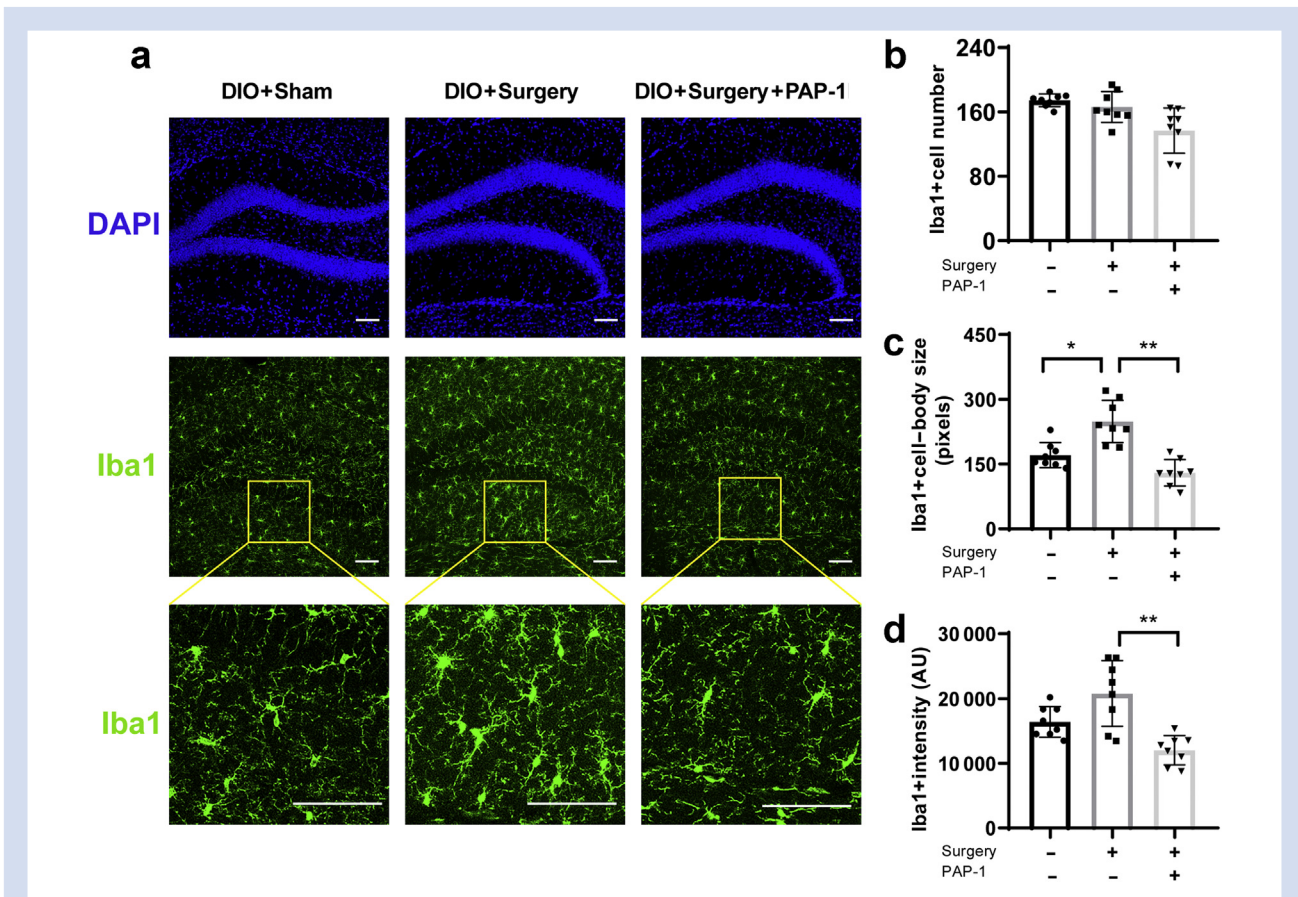 a
DIO+Sham
DIO+Surgery
DIO+Surgery+PAP-1
DAPI
Iba1
Iba1
b
Iba1+cell number
240
160
80
0
Surgery – + +
PAP-1 – – +
c
Iba1+cell–body size
(pixels)
450
300
150
0
* **
Surgery – + +
PAP-1 – – +
d
Iba1+intensity (AU)
30 000
20 000
10 000
0
**
Surgery – + +
PAP-1 – – +